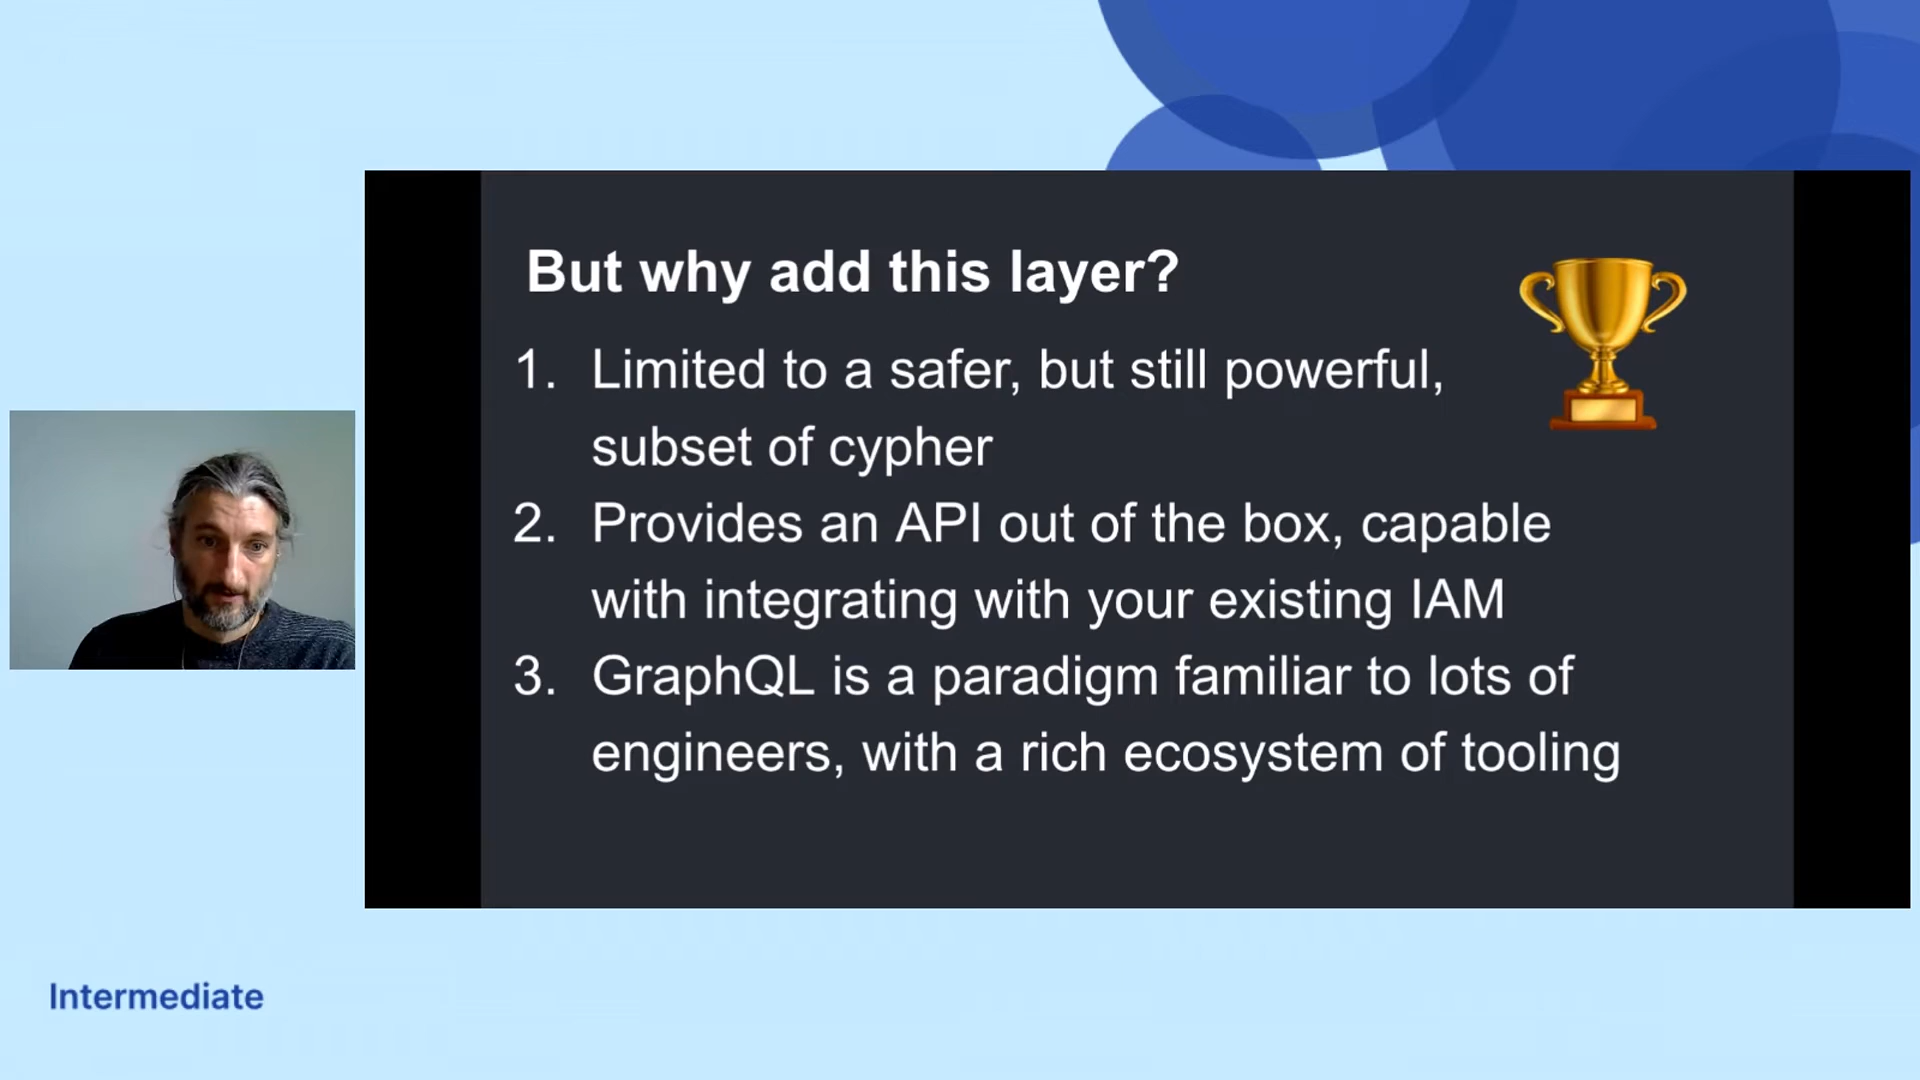 But why add this layer?
1. Limited to a safer, but still powerful,
subset of cypher
2. Provides an API out of the box, capable
with integrating with your existing IAM
3. GraphQL is a paradigm familiar to lots of
engineers, with a rich ecosystem of tooling
Intermediate